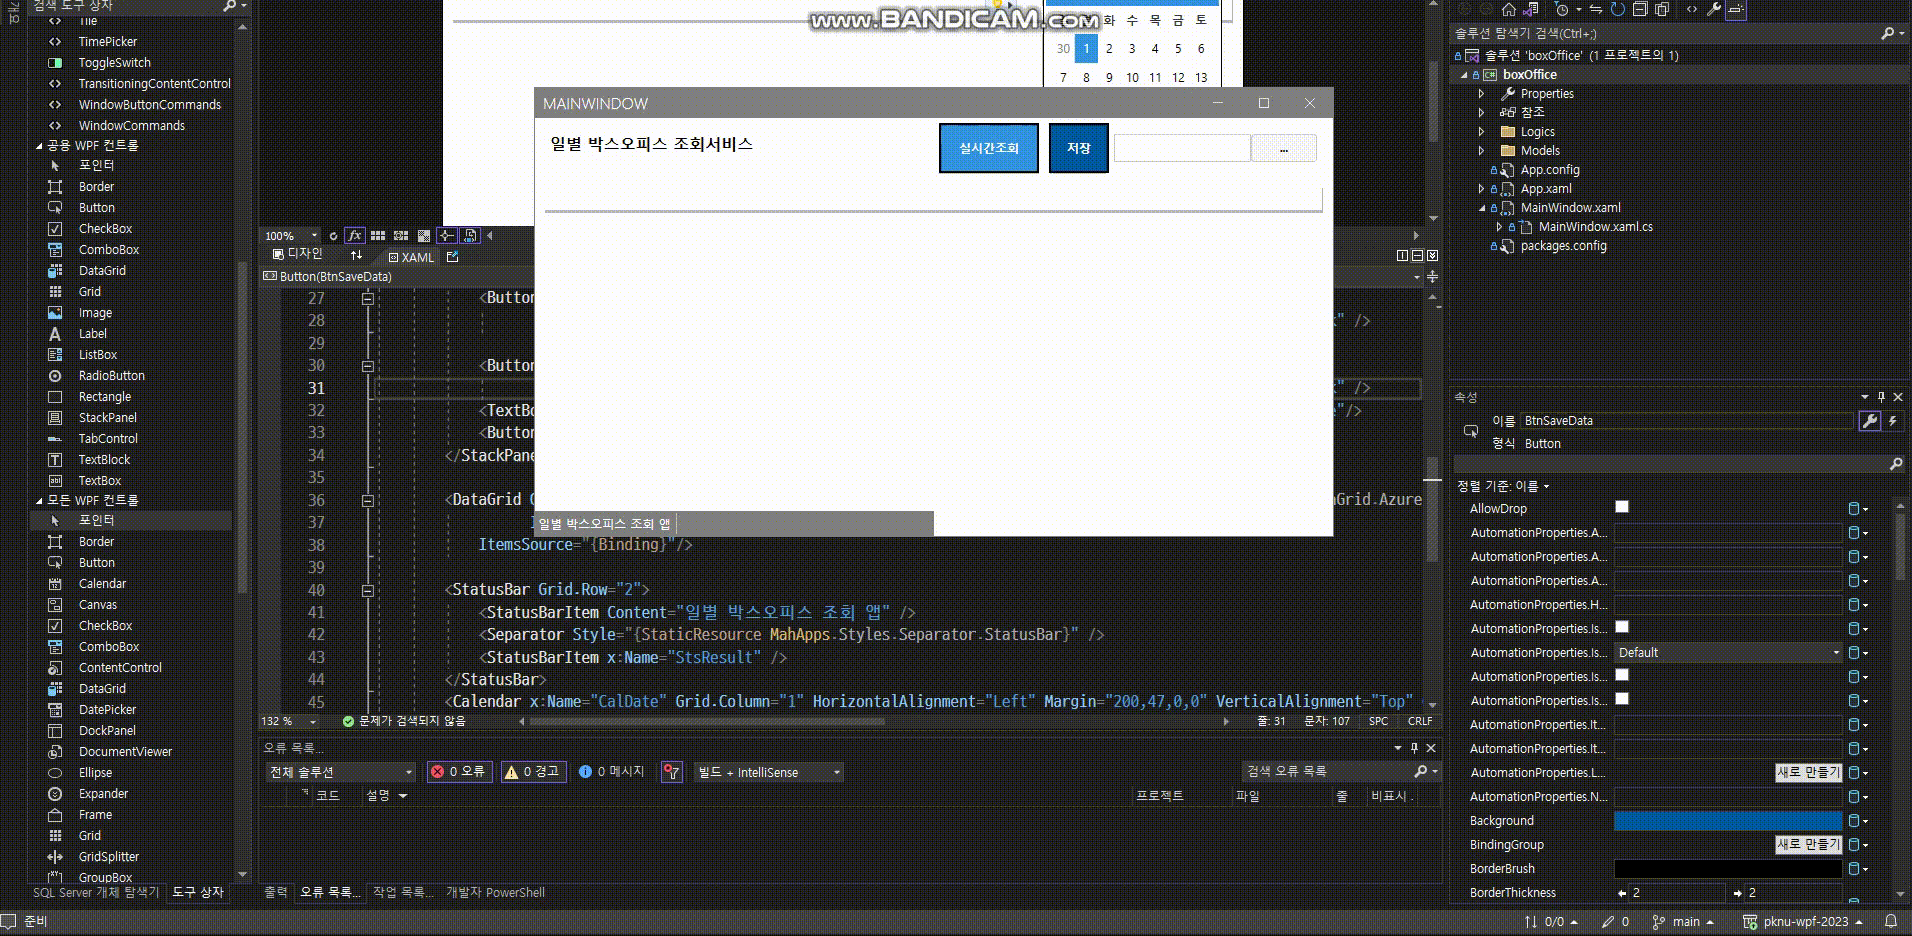 검색 도구 상자
Tile
TimePicker
ToggleSwitch
TransitioningContentControl
WindowButtonCommands
WindowCommands
공용 WPF 컨트롤
포인터
Border
Button
CheckBox
ComboBox
DataGrid
Grid
Image
Label
ListBox
RadioButton
Rectangle
StackPanel
TabControl
TextBlock
TextBox
모든 WPF 컨트롤
포인터
Border
Button
Calendar
Canvas
CheckBox
ComboBox
ContentControl
DataGrid
DatePicker
DockPanel
DocumentViewer
Ellipse
Expander
Frame
Grid
GridSplitter
GroupBox
SQL Server 개체 탐색기 도구 상자
www.BANDICAM.com
화 수 목 금 토
30 1 2 3 4 5 6
7 8 9 10 11 12 13
MAINWINDOW
일별 박스오피스 조회서비스
실시간조회
저장
...
일별 박스오피스 조회 앱
100%
디자인
XAML
Button(BtnSaveData)
27 <Button
28 " />
29
30 <Button
31 " />
32 <TextBo "/>
33 <Button
34 </StackPane
35
36 <DataGrid aGrid.Azure
37
38 ItemsSource="{Binding}"/>
39
40 <StatusBar Grid.Row="2">
41 <StatusBarItem Content="일별 박스오피스 조회 앱" />
42 <Separator Style="{StaticResource MahApps.Styles.Separator.StatusBar}" />
43 <StatusBarItem x:Name="StsResult" />
44 </StatusBar>
45 <Calendar x:Name="CalDate" Grid.Column="1" HorizontalAlignment="Left" Margin="200,47,0,0" VerticalAlignment="Top"
132 % 문제가 검색되지 않음 줄: 31 문자: 107 SPC CRLF
오류 목록...
전체 솔루션 0 오류 0 경고 0 메시지 빌드 + IntelliSense 검색 오류 목록
코드 설명 프로젝트 파일 줄 비표시 .
출력 오류 목록... 작업 목록... 개발자 PowerShell
솔루션 탐색기 검색(Ctrl+;)
솔루션 'boxOffice' (1 프로젝트의 1)
boxOffice
Properties
참조
Logics
Models
App.config
App.xaml
MainWindow.xaml
MainWindow.xaml.cs
packages.config
속성
이름 BtnSaveData
형식 Button
정렬 기준: 이름
AllowDrop
AutomationProperties.A...
AutomationProperties.A...
AutomationProperties.A...
AutomationProperties.H...
AutomationProperties.Is...
AutomationProperties.Is... Default
AutomationProperties.Is...
AutomationProperties.Is...
AutomationProperties.It...
AutomationProperties.It...
AutomationProperties.L... 새로 만들기
AutomationProperties.N...
Background
BindingGroup 새로 만들기
BorderBrush
BorderThickness 2 2
준비 0/0 0 main pknu-wpf-2023